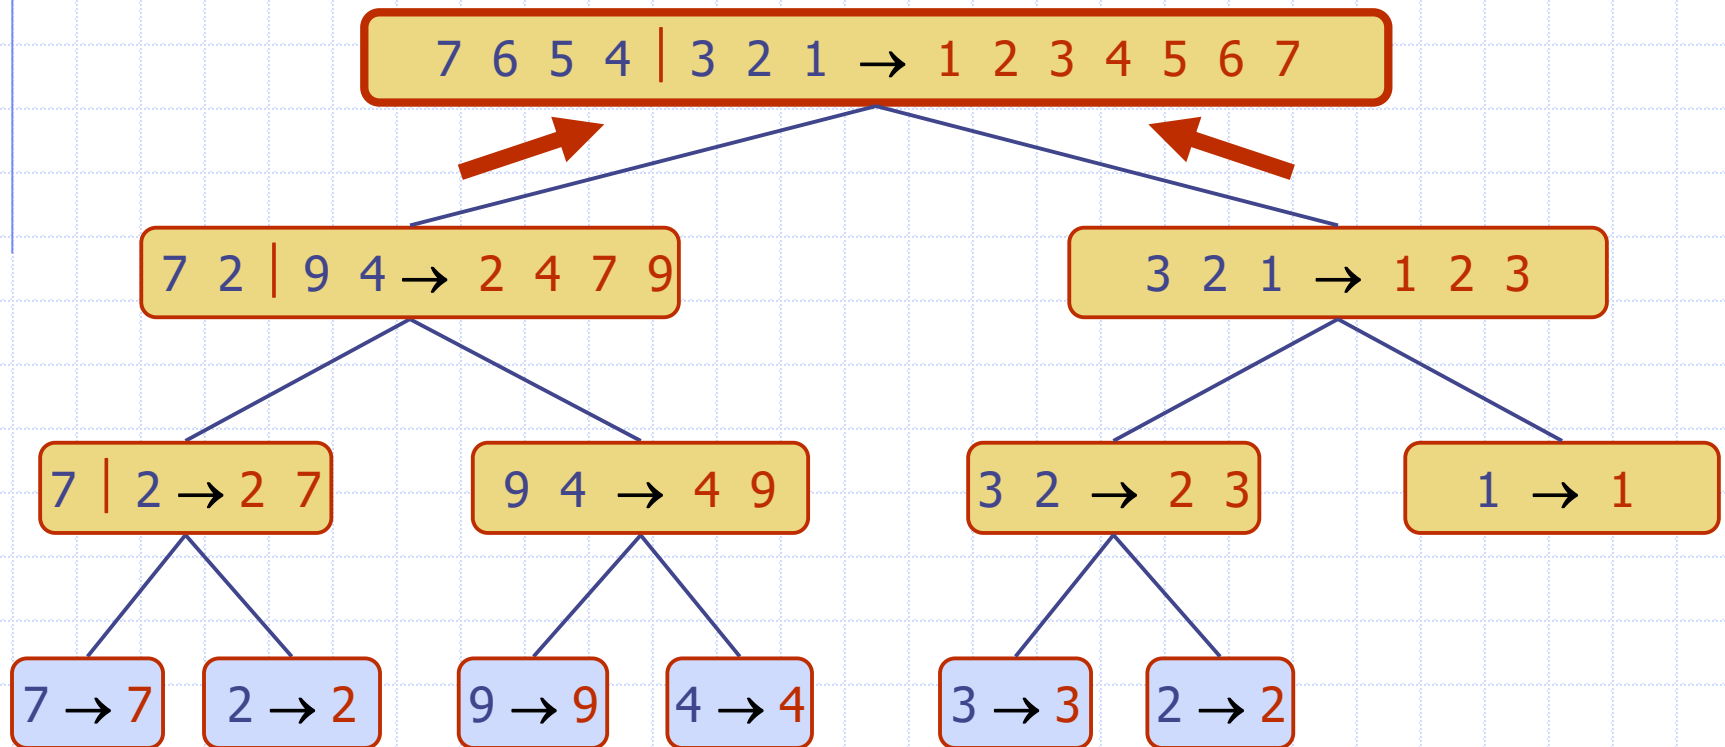 7 6 5 4 | 3 2 1 → 1 2 3 4 5 6 7
7 2 | 9 4 → 2 4 7 9
3 2 1 → 1 2 3
7 | 2 → 2 7
9 4 → 4 9
3 2 → 2 3
1 → 1
7 → 7
2 → 2
9 → 9
4 → 4
3 → 3
2 → 2